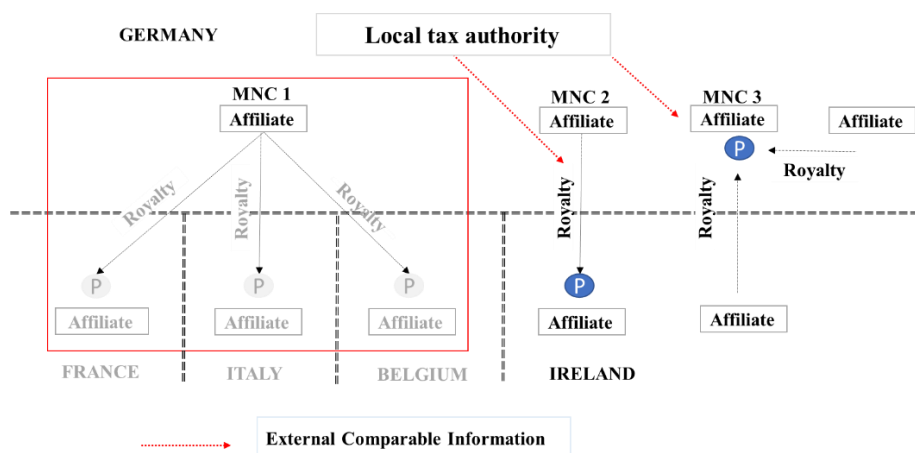 GERMANY
Local tax authority
MNC 1
Affiliate
MNC 2
Affiliate
MNC 3
Affiliate
Affiliate
P
Royalty
Royalty
Royalty
Royalty
Royalty
Royalty
P
P
P
P
Affiliate
Affiliate
Affiliate
Affiliate
Affiliate
FRANCE
ITALY
BELGIUM
IRELAND
External Comparable Information